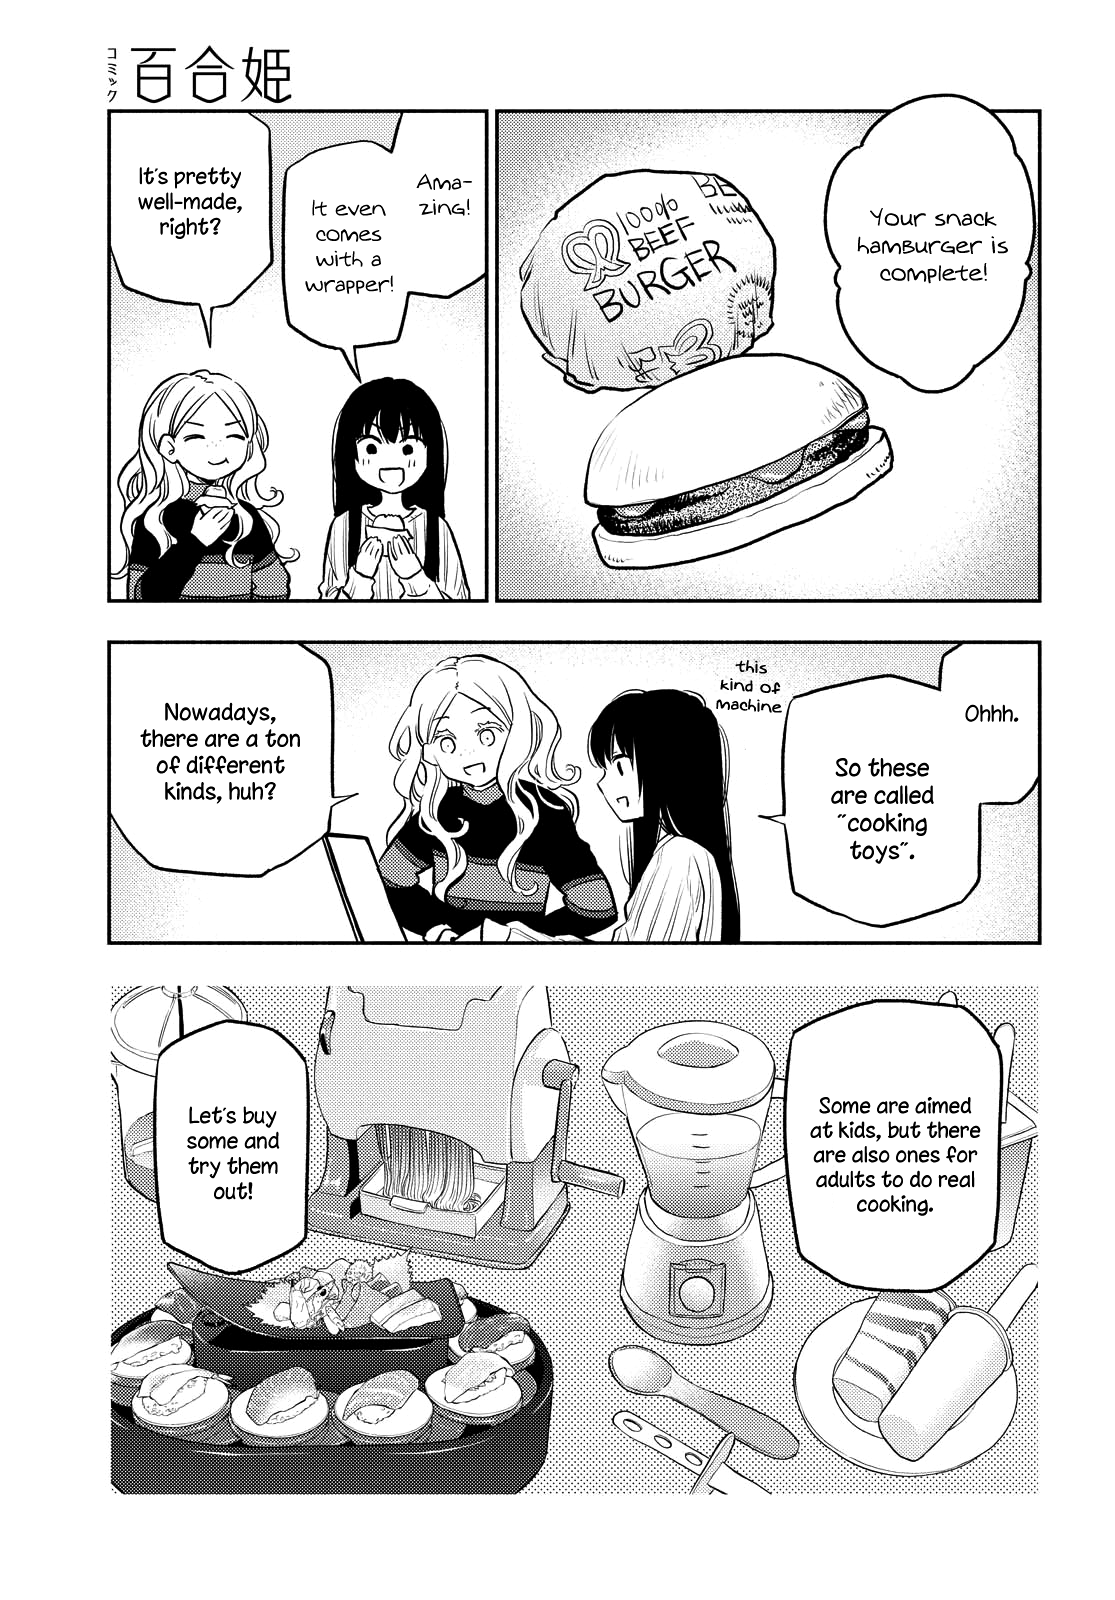 コミック
百合姫
Your snack
hamburger is
complete!
100%
BEEF
BURGER
BE
Ama-
zing!
It even
comes
with a
wrapper!
It's pretty
well-made,
right?
Ohhh.
So these
are called
"cooking
toys".
this
kind of
machine
Nowadays,
there are a ton
of different
kinds, huh?
Some are aimed
at kids, but there
are also ones for
adults to do real
cooking.
Let's buy
some and
try them
out!